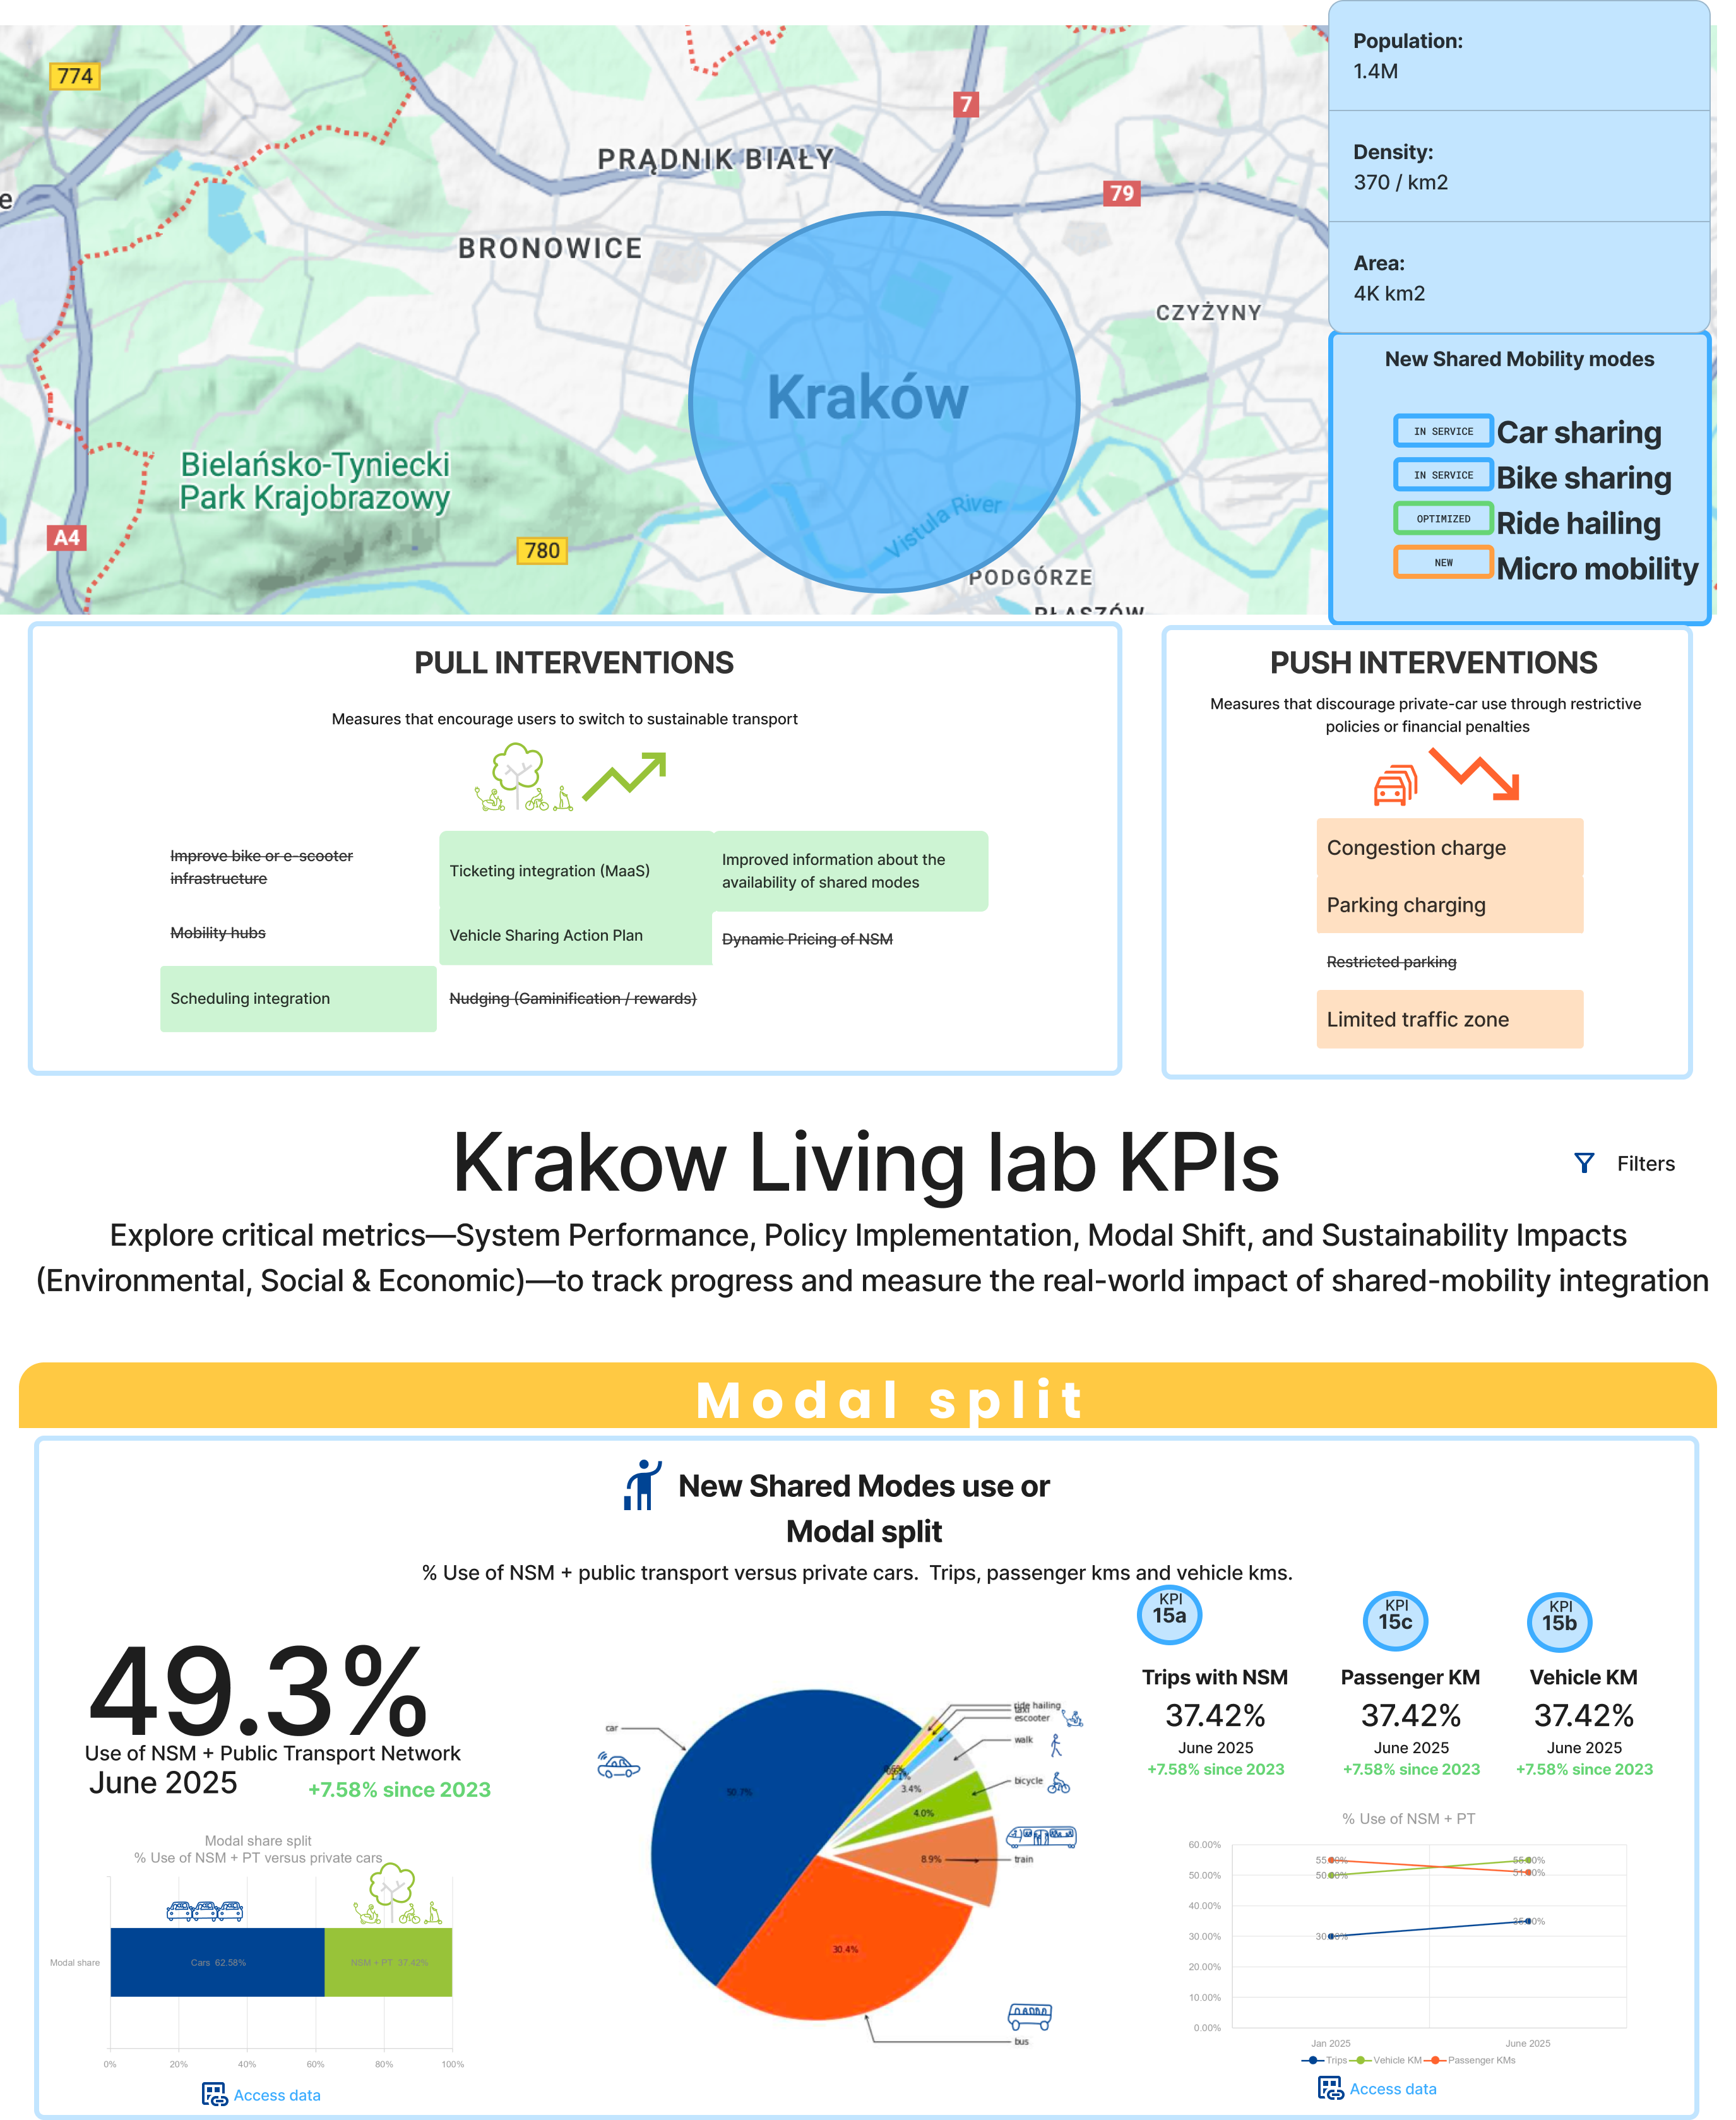 774
7
PRĄDNIK BIAŁY
79
e
BRONOWICE
CZYŻYNY
Kraków
Bielańsko-Tyniecki
Park Krajobrazowy
Vistula River
A4
780
PODGÓRZE
PŁASZÓW
Population:
1.4M
Density:
370 / km2
Area:
4K km2
New Shared Mobility modes
IN SERVICE Car sharing
IN SERVICE Bike sharing
OPTIMIZED Ride hailing
NEW Micro mobility
PULL INTERVENTIONS
Measures that encourage users to switch to sustainable transport
Improve bike or e-scooter
infrastructure
Ticketing integration (MaaS)
Improved information about the
availability of shared modes
Mobility hubs
Vehicle Sharing Action Plan
Dynamic Pricing of NSM
Scheduling integration
Nudging (Gaminification / rewards)
PUSH INTERVENTIONS
Measures that discourage private-car use through restrictive
policies or financial penalties
Congestion charge
Parking charging
Restricted parking
Limited traffic zone
Krakow Living lab KPIs
Filters
Explore critical metrics—System Performance, Policy Implementation, Modal Shift, and Sustainability Impacts
(Environmental, Social & Economic)—to track progress and measure the real-world impact of shared-mobility integration
Modal split
New Shared Modes use or
Modal split
% Use of NSM + public transport versus private cars. Trips, passenger kms and vehicle kms.
49.3%
Use of NSM + Public Transport Network
June 2025
+7.58% since 2023
Modal share split
% Use of NSM + PT versus private cars
Modal share
Cars 62.58%
NSM + PT 37.42%
0% 20% 40% 60% 80% 100%
Access data
car
50.7%
ride hailing
escooter
walk
bicycle
train
bus
1.1%
3.4%
4.0%
8.9%
30.4%
KPI
15a
Trips with NSM
37.42%
June 2025
+7.58% since 2023
KPI
15c
Passenger KM
37.42%
June 2025
+7.58% since 2023
KPI
15b
Vehicle KM
37.42%
June 2025
+7.58% since 2023
% Use of NSM + PT
60.00%
50.00%
40.00%
30.00%
20.00%
10.00%
0.00%
Jan 2025
June 2025
Trips Vehicle KM Passenger KMs
Access data